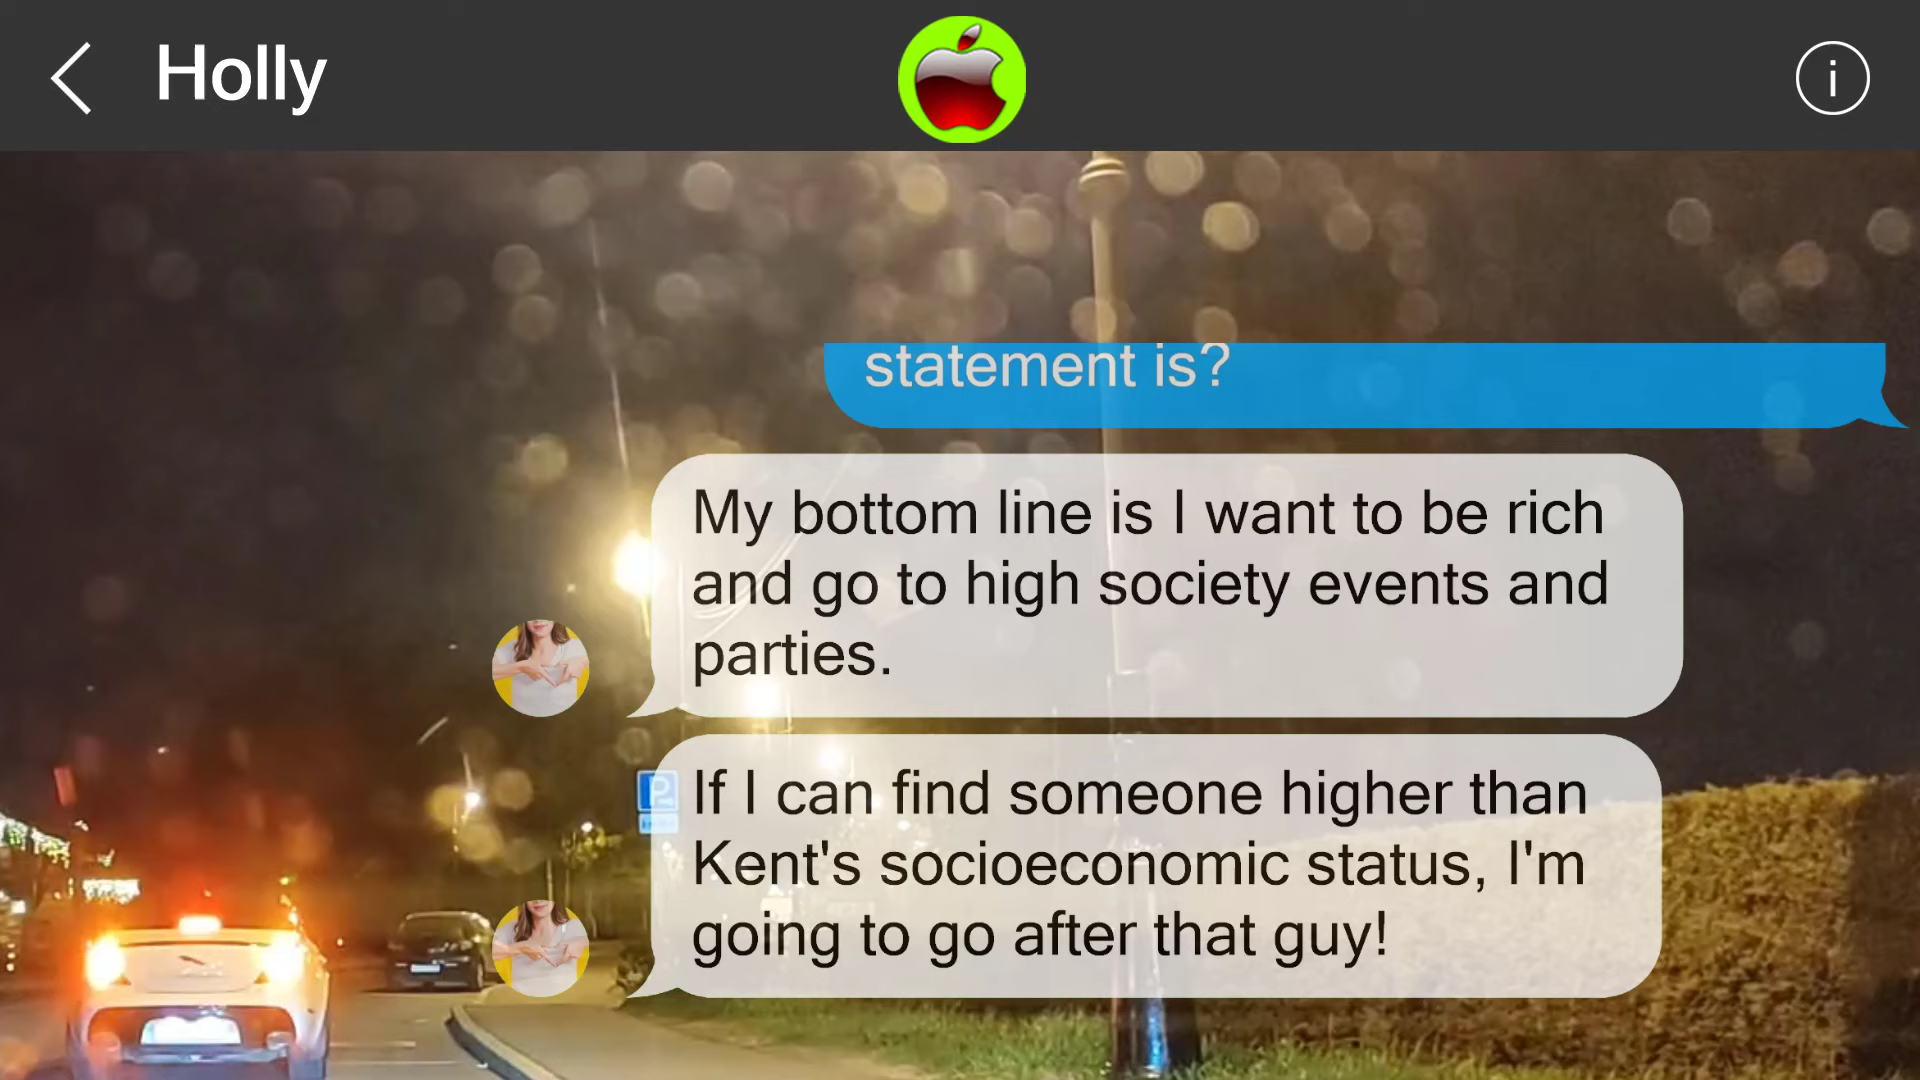 Holly
statement is?
My bottom line is I want to be rich
and go to high society events and
parties.
If I can find someone higher than
Kent's socioeconomic status, I'm
going to go after that guy!
P